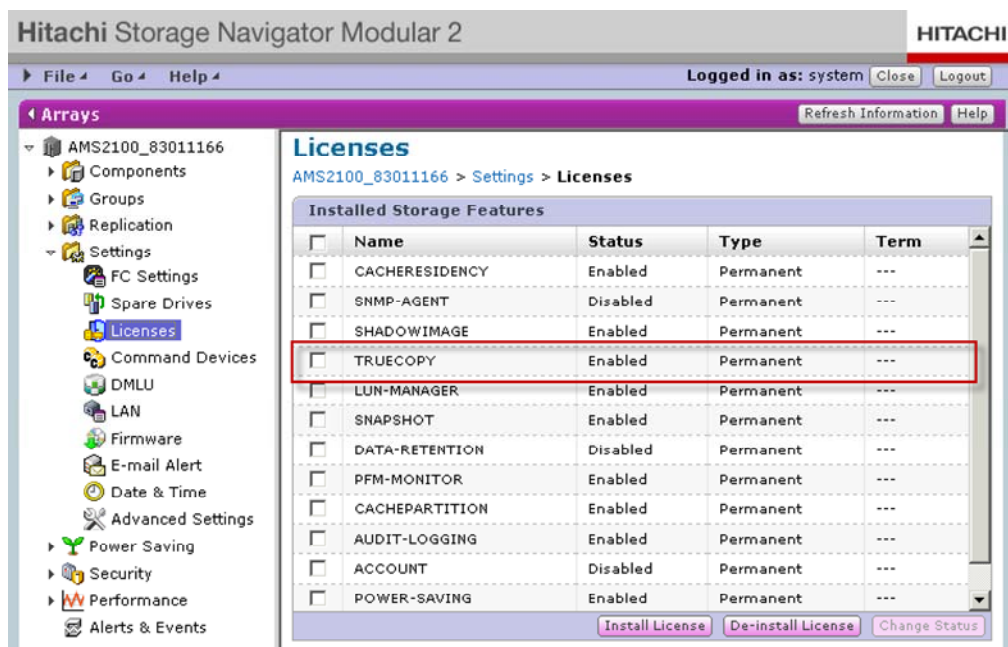 Hitachi Storage Navigator Modular 2
HITACHI
File Go Help
Logged in as: system Close Logout
Arrays
Refresh Information Help
AMS2100_83011166
Components
Groups
Replication
Settings
FC Settings
Spare Drives
Licenses
Command Devices
DMLU
LAN
Firmware
E-mail Alert
Date & Time
Advanced Settings
Power Saving
Security
Performance
Alerts & Events
Licenses
AMS2100_83011166 > Settings > Licenses
Installed Storage Features
Name Status Type Term
CACHERESIDENCY Enabled Permanent ---
SNMP-AGENT Disabled Permanent ---
SHADOWIMAGE Enabled Permanent ---
TRUECOPY Enabled Permanent ---
LUN-MANAGER Enabled Permanent ---
SNAPSHOT Enabled Permanent ---
DATA-RETENTION Disabled Permanent ---
PFM-MONITOR Enabled Permanent ---
CACHEPARTITION Enabled Permanent ---
AUDIT-LOGGING Enabled Permanent ---
ACCOUNT Disabled Permanent ---
POWER-SAVING Enabled Permanent ---
Install License De-install License Change Status